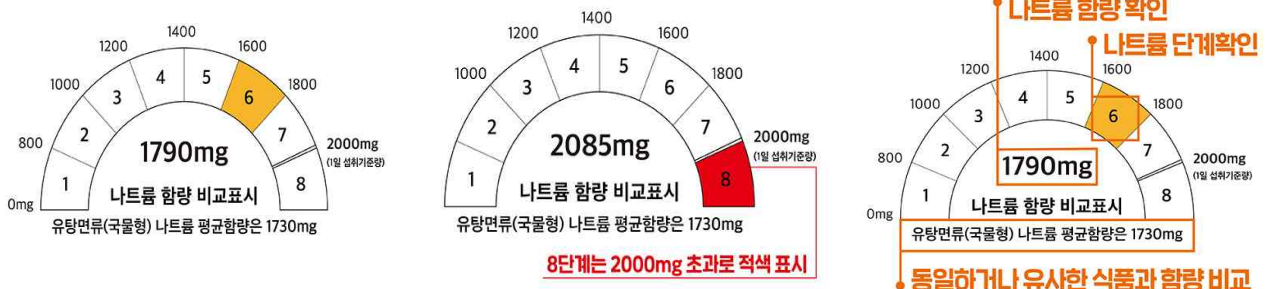 1400
1200
1600
1000
1800
800
2000mg
(1일 섭취기준량)
0mg
1
2
3
4
5
6
7
8
1790mg
나트륨 함량 비교표시
유탕면류(국물형) 나트륨 평균함량은 1730mg
1400
1200
1600
1000
1800
800
2000mg
(1일 섭취기준량)
0mg
1
2
3
4
5
6
7
8
2085mg
나트륨 함량 비교표시
유탕면류(국물형) 나트륨 평균함량은 1730mg
8단계는 2000mg 초과로 적색 표시
나트륨 함량 확인
나트륨 단계확인
1400
1200
1600
1000
1800
800
2000mg
(1일 섭취기준량)
0mg
1
2
3
4
5
6
7
8
1790mg
나트륨 함량 비교표시
유탕면류(국물형) 나트륨 평균함량은 1730mg
동일하거나 유사한 식품과 함량 비교